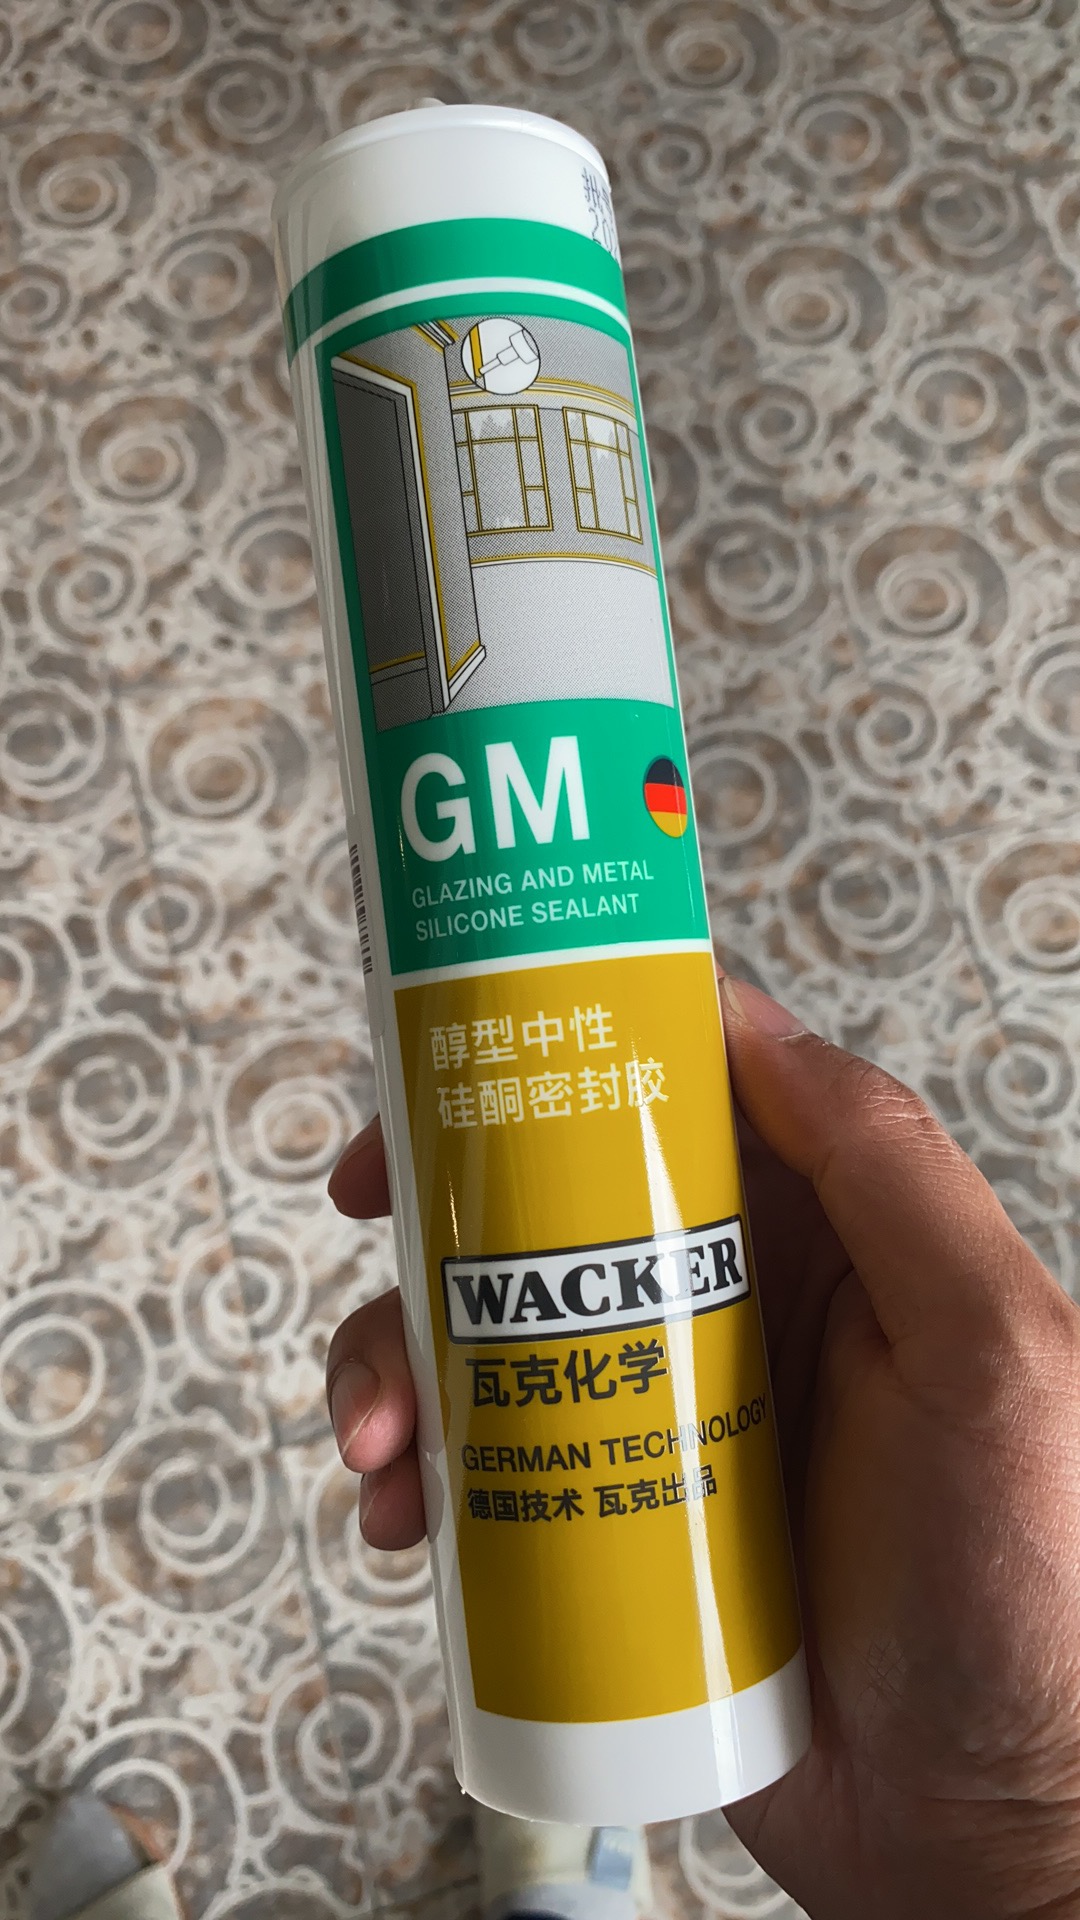 GM
GLAZING AND METAL
SILICONE SEALANT
醇型中性
硅酮密封胶
WACKER
瓦克化学
GERMAN TECHNOLOGY
德国技术 瓦克出品